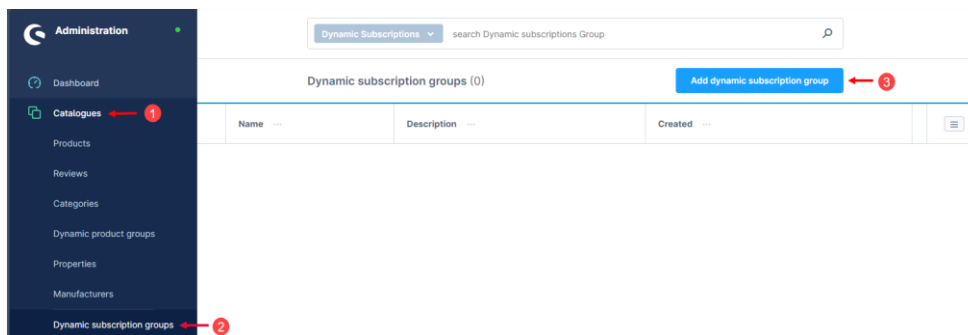 Administration
Dynamic Subscriptions
search Dynamic subscriptions Group
Dashboard
Dynamic subscription groups (0)
Add dynamic subscription group
3
Catalogues
1
Name
Description
Created
Products
Reviews
Categories
Dynamic product groups
Properties
Manufacturers
Dynamic subscription groups
2